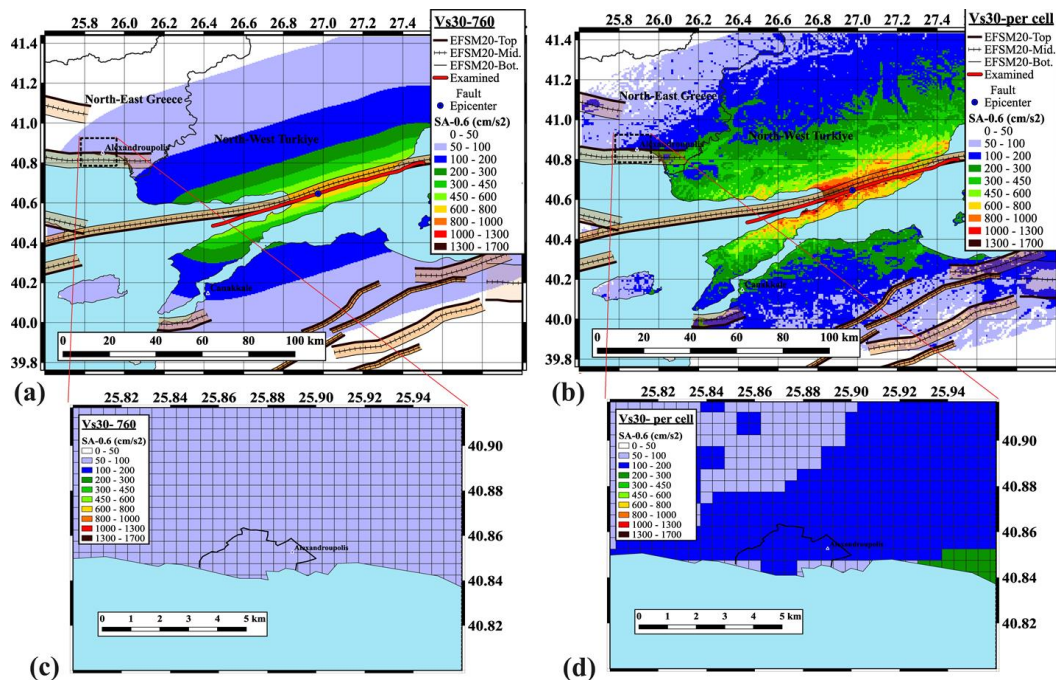 25.8 26.0 26.2 26.4 26.6 26.8 27.0 27.2 27.4
41.4
41.2
41.0
40.8
40.6
40.4
40.2
40.0
39.8
Vs30-760
EFSM20-Top
EFSM20-Mid.
EFSM20-Bot.
Examined
Fault
Epicenter
SA-0.6 (cm/s2)
0 - 50
50 - 100
100 - 200
200 - 300
300 - 450
450 - 600
600 - 800
800 - 1000
1000 - 1300
1300 - 1700
North-East Greece
North-West Turkiye
Alexandroupolis
Canakkale
0 20 40 60 80 100 km
(a)
25.8 26.0 26.2 26.4 26.6 26.8 27.0 27.2 27.4
41.4
41.2
41.0
40.8
40.6
40.4
40.2
40.0
39.8
Vs30-per cell
EFSM20-Top
EFSM20-Mid.
EFSM20-Bot.
Examined
Fault
Epicenter
SA-0.6 (cm/s2)
0 - 50
50 - 100
100 - 200
200 - 300
300 - 450
450 - 600
600 - 800
800 - 1000
1000 - 1300
1300 - 1700
North-East Greece
North-West Turkiye
Alexandroupolis
Canakkale
0 20 40 60 80 100 km
(b)
25.82 25.84 25.86 25.88 25.90 25.92 25.94
Vs30- 760
SA-0.6 (cm/s2)
0 - 50
50 - 100
100 - 200
200 - 300
300 - 450
450 - 600
600 - 800
800 - 1000
1000 - 1300
1300 - 1700
40.90
40.88
40.86
40.84
40.82
Alexandroupolis
0 1 2 3 4 5 km
(c)
25.82 25.84 25.86 25.88 25.90 25.92 25.94
Vs30- per cell
SA-0.6 (cm/s2)
0 - 50
50 - 100
100 - 200
200 - 300
300 - 450
450 - 600
600 - 800
800 - 1000
1000 - 1300
1300 - 1700
40.90
40.88
40.86
40.84
40.82
Alexandroupolis
0 1 2 3 4 5 km
(d)